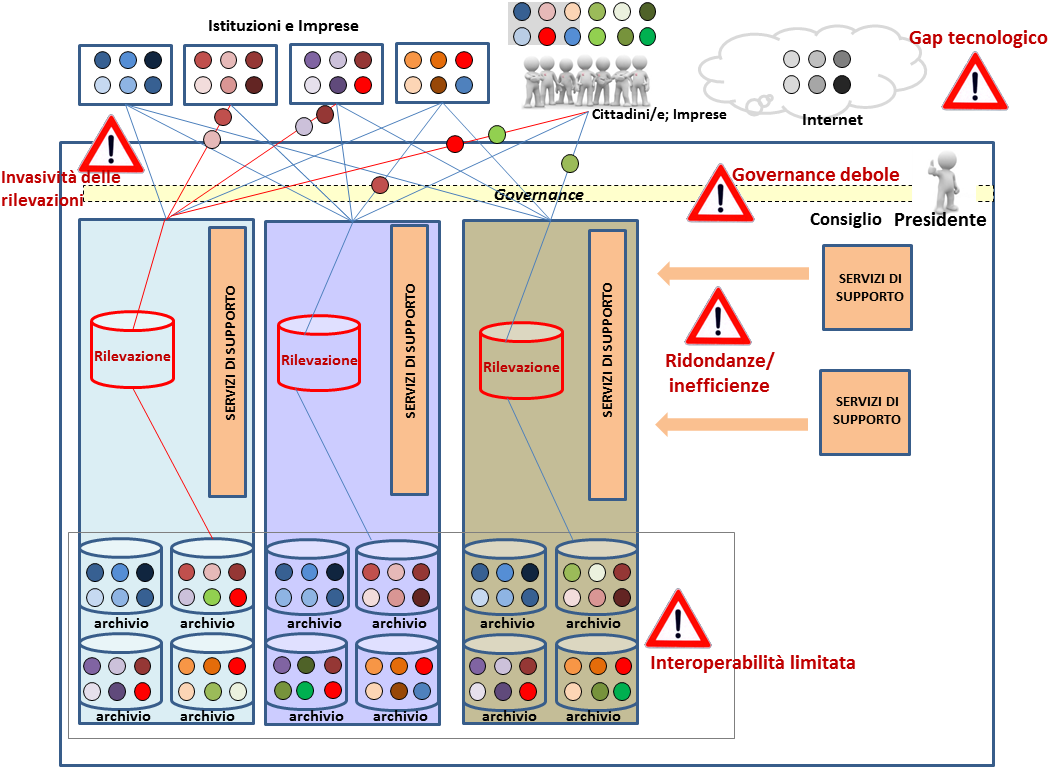 Istituzioni e Imprese
Gap tecnologico
Cittadini/e; Imprese
Internet
Invasività delle
rilevazioni
Governance
Governance debole
Consiglio
Presidente
SERVIZI DI SUPPORTO
SERVIZI DI SUPPORTO
SERVIZI DI SUPPORTO
SERVIZI DI
SUPPORTO
Rilevazione
Rilevazione
Rilevazione
Ridondanze/
inefficienze
SERVIZI DI
SUPPORTO
archivio
archivio
archivio
archivio
archivio
archivio
Interoperabilità limitata
archivio
archivio
archivio
archivio
archivio
archivio